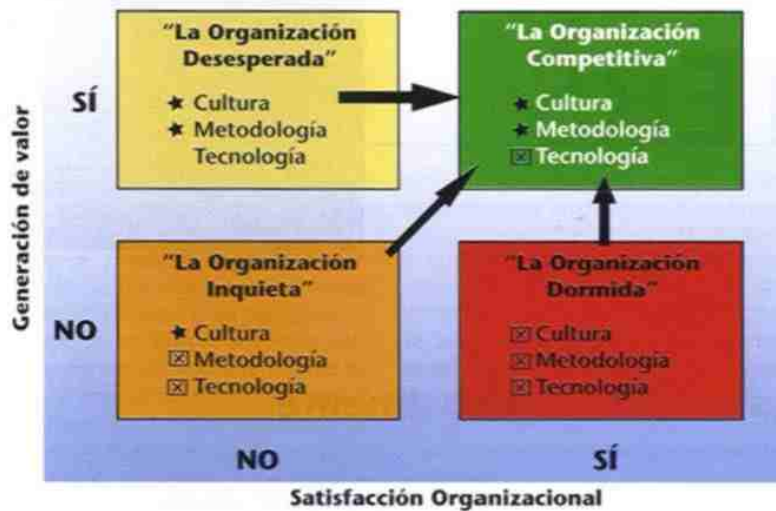 Generación de valor
SÍ
"La Organización
Desesperada"
★ Cultura
★ Metodología
Tecnología
"La Organización
Competitiva"
★ Cultura
★ Metodología
☒ Tecnología
NO
"La Organización
Inquieta"
★ Cultura
☒ Metodología
☒ Tecnología
"La Organización
Dormida"
☒ Cultura
☒ Metodología
☒ Tecnología
NO
SÍ
Satisfacción Organizacional